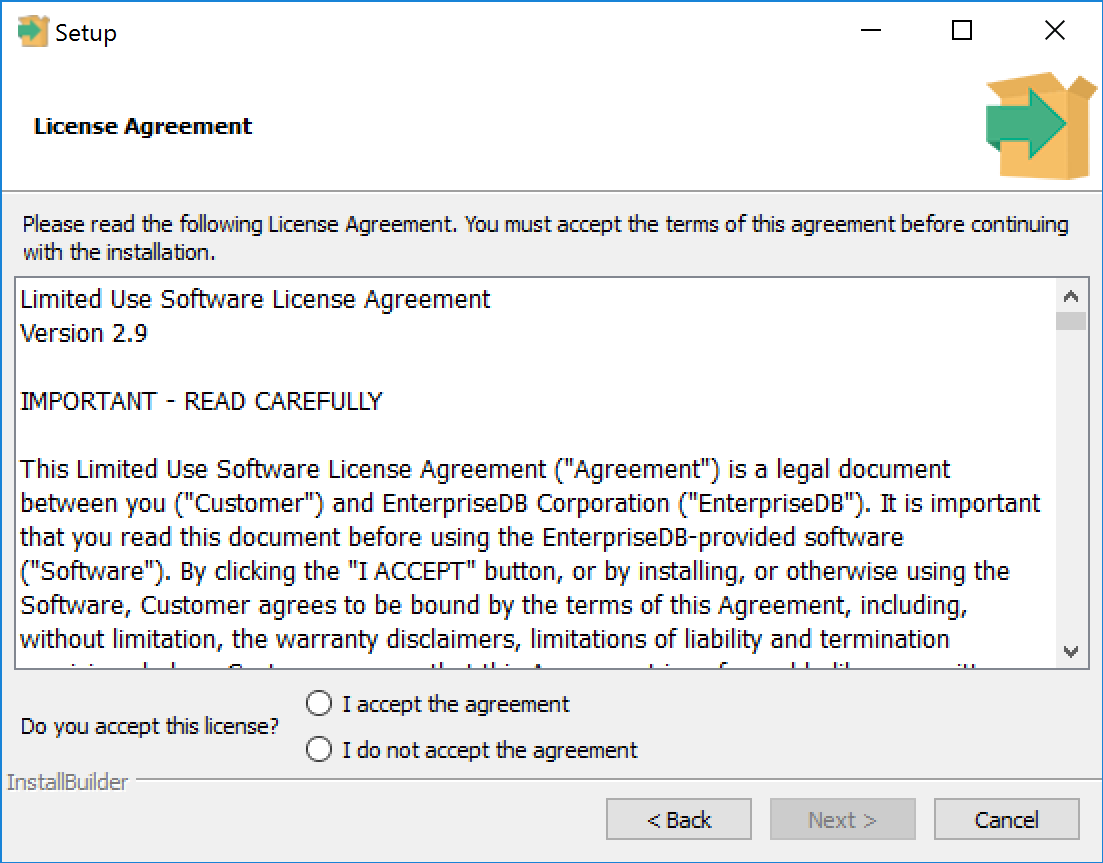 Setup
License Agreement
Please read the following License Agreement. You must accept the terms of this agreement before continuing
with the installation.
Limited Use Software License Agreement
Version 2.9
IMPORTANT - READ CAREFULLY
This Limited Use Software License Agreement ("Agreement") is a legal document
between you ("Customer") and EnterpriseDB Corporation ("EnterpriseDB"). It is important
that you read this document before using the EnterpriseDB-provided software
("Software"). By clicking the "I ACCEPT" button, or by installing, or otherwise using the
Software, Customer agrees to be bound by the terms of this Agreement, including,
without limitation, the warranty disclaimers, limitations of liability and termination
Do you accept this license?
I accept the agreement
I do not accept the agreement
InstallBuilder
< Back
Next >
Cancel